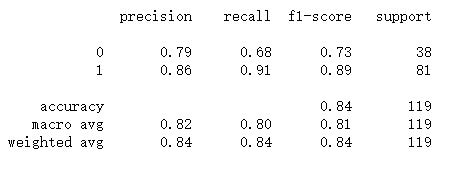 precision recall f1-score support
0 0.79 0.68 0.73 38
1 0.86 0.91 0.89 81
accuracy 0.84 119
macro avg 0.82 0.80 0.81 119
weighted avg 0.84 0.84 0.84 119